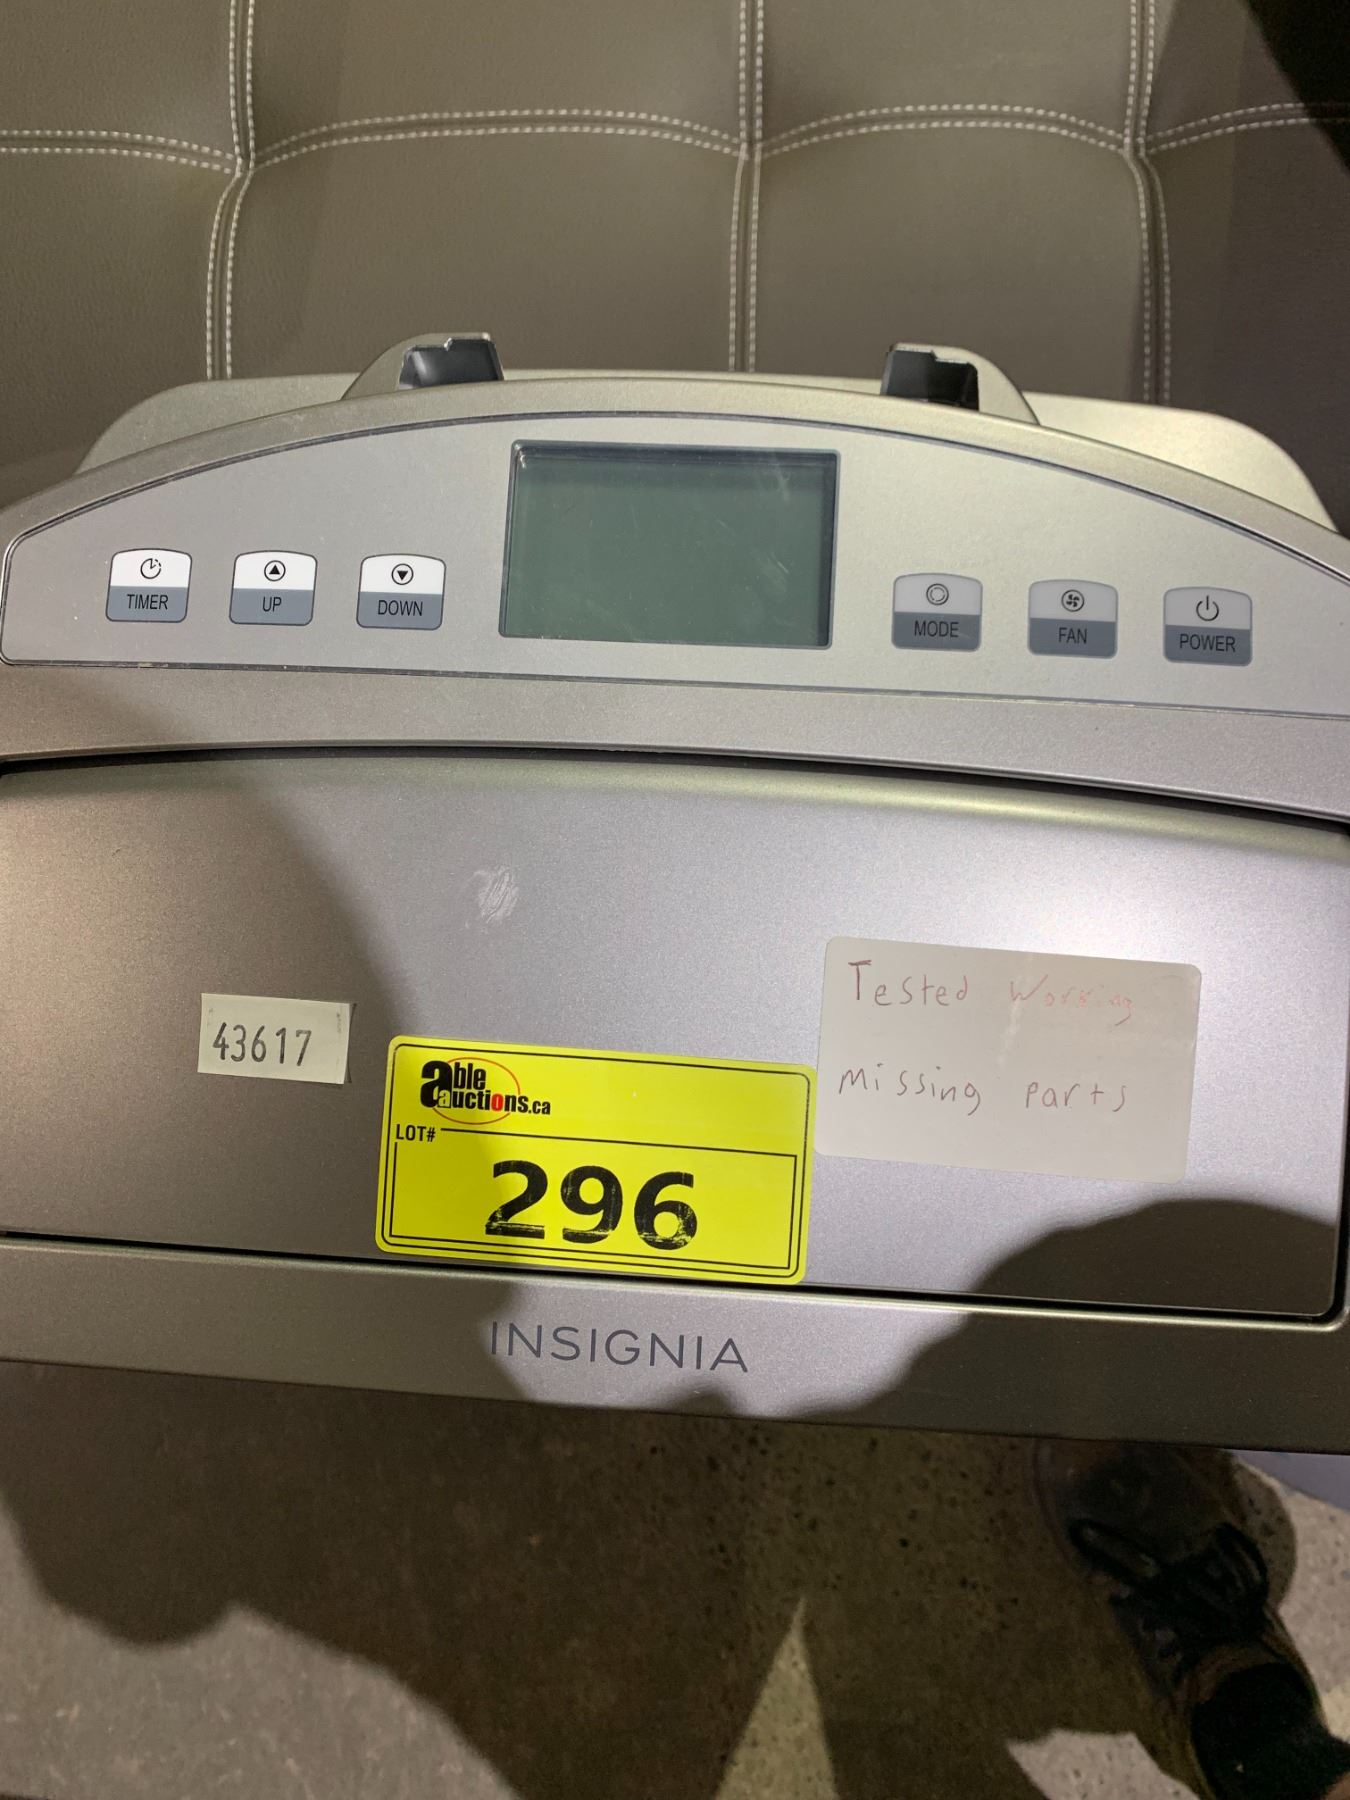 TIMER
UP
DOWN
MODE
FAN
POWER
43617
able auctions.ca
LOT#
296
Tested Working
Missing parts
INSIGNIA